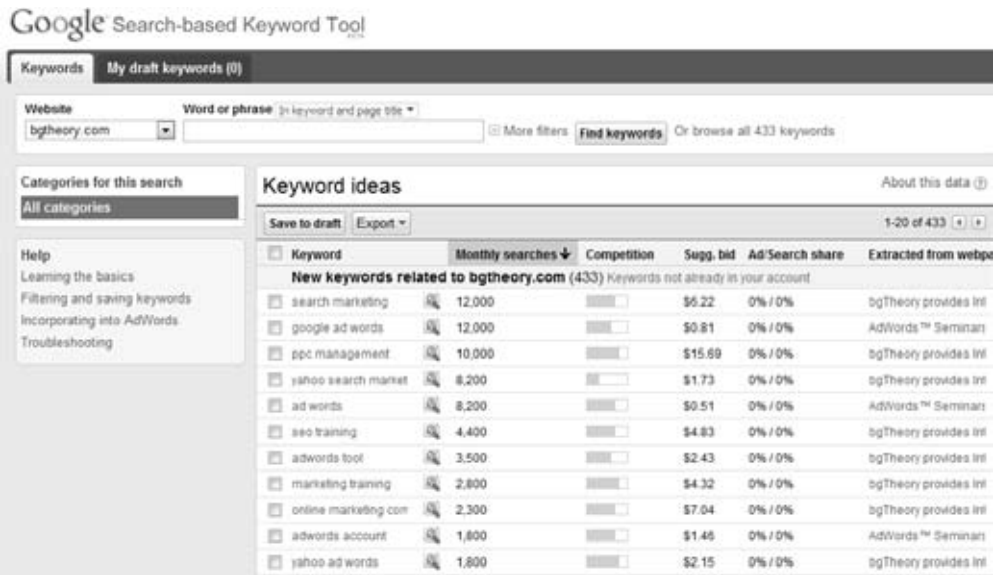 Google Search-based Keyword Tool
BETA
Keywords My draft keywords (0)
Website Word or phrase In keyword and page title
bgtheory.com More filters Find keywords Or browse all 433 keywords
Categories for this search
All categories
Help
Learning the basics
Filtering and saving keywords
Incorporating into AdWords
Troubleshooting
Keyword ideas About this data ?
Save to draft Export 1-20 of 433
Keyword Monthly searches Competition Sugg. bid Ad/Search share Extracted from webpa
New keywords related to bgtheory.com (433) Keywords not already in your account
search marketing 12,000 $6.22 0% / 0% bgTheory provides Inf
google ad words 12,000 $0.81 0% / 0% AdWords™ Seminars
ppc management 10,000 $15.69 0% / 0% bgTheory provides Inf
yahoo search market 8,200 $1.73 0% / 0% bgTheory provides Inf
ad words 8,200 $0.51 0% / 0% AdWords™ Seminars
seo training 4,400 $4.83 0% / 0% bgTheory provides Inf
adwords tool 3,500 $2.43 0% / 0% bgTheory provides Inf
marketing training 2,800 $4.32 0% / 0% bgTheory provides Inf
online marketing com 2,300 $7.04 0% / 0% bgTheory provides Inf
adwords account 1,800 $1.46 0% / 0% AdWords™ Seminars
yahoo ad words 1,800 $2.15 0% / 0% bgTheory provides Inf